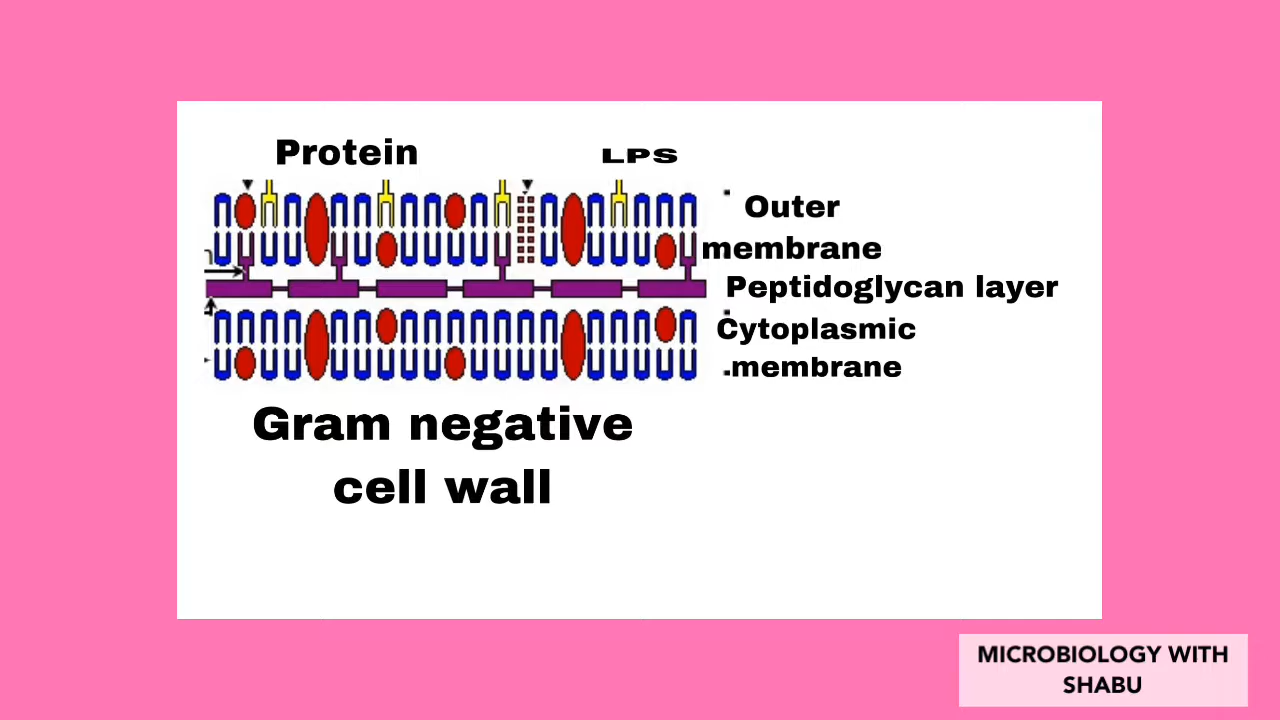 Protein
LPS
Outer
membrane
Peptidoglycan layer
Cytoplasmic
membrane
Gram negative
cell wall
MICROBIOLOGY WITH
SHABU